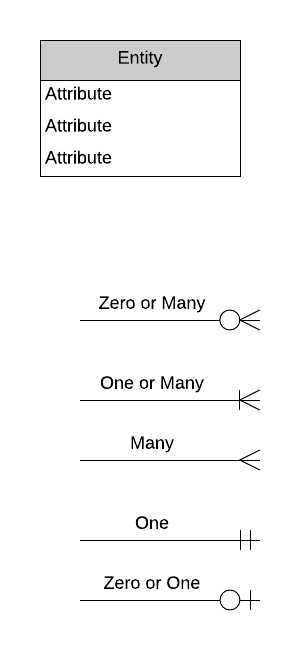 Entity
Attribute
Attribute
Attribute
Zero or Many
One or Many
Many
One
Zero or One